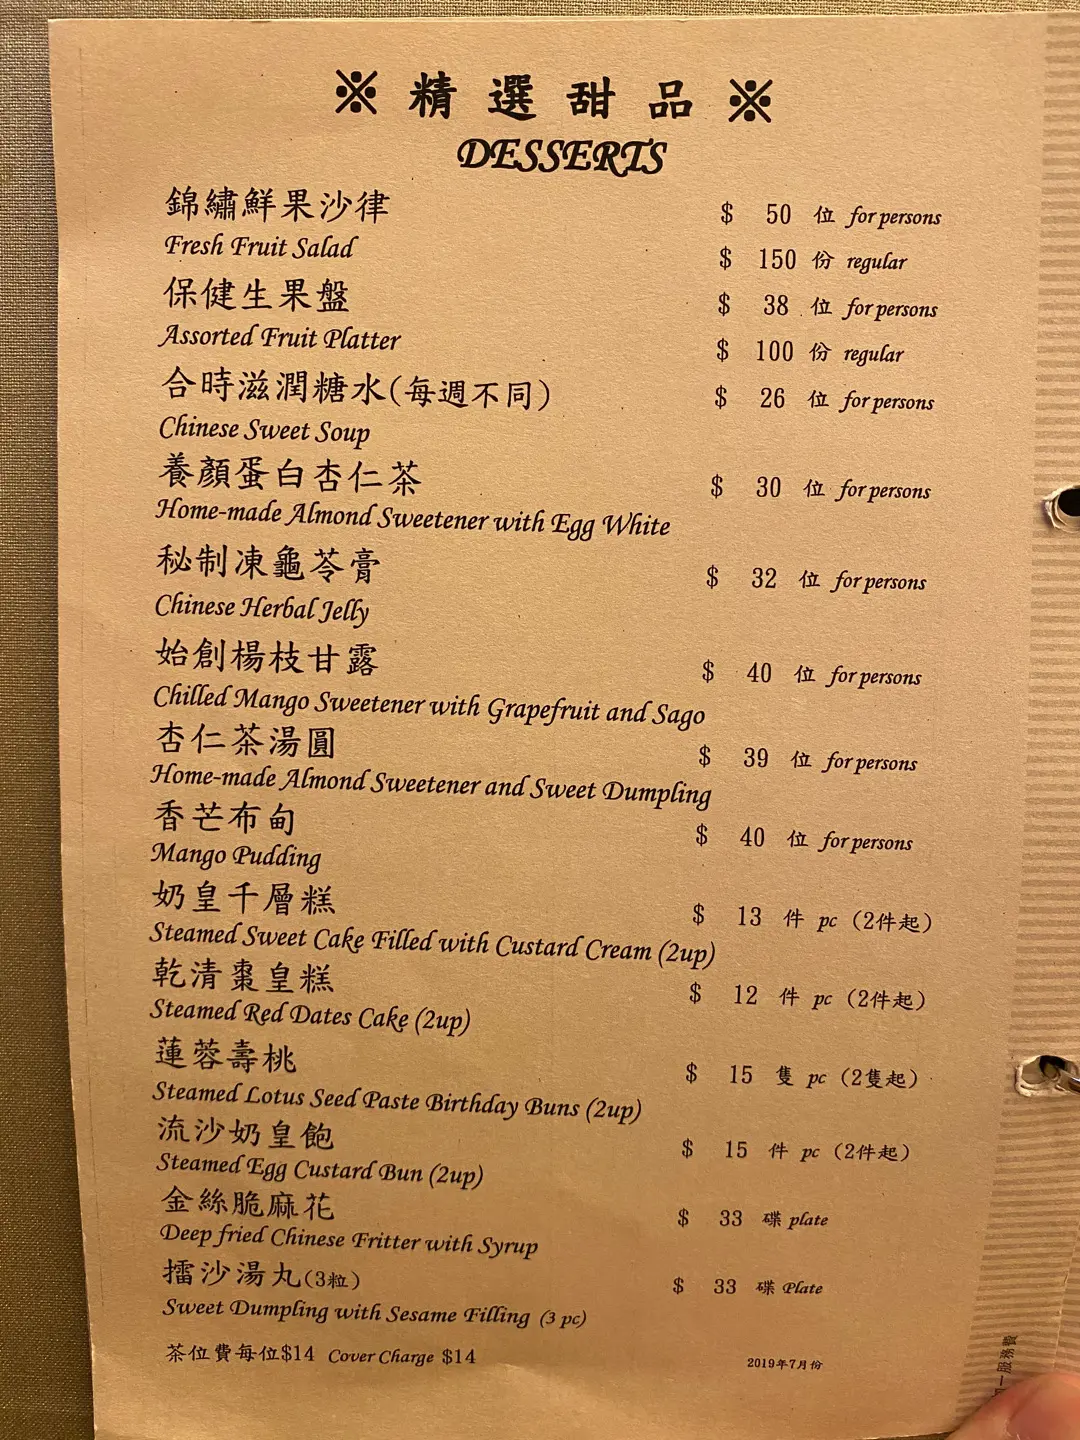 ※ 精選甜品 ※
DESSERTS
錦繡鮮果沙律 $ 50 位 for persons
Fresh Fruit Salad $ 150 份 regular
保健生果盤 $ 38 位 for persons
Assorted Fruit Platter $ 100 份 regular
合時滋潤糖水(每週不同) $ 26 位 for persons
Chinese Sweet Soup
養顏蛋白杏仁茶 $ 30 位 for persons
Home-made Almond Sweetener with Egg White
秘制凍龜苓膏 $ 32 位 for persons
Chinese Herbal Jelly
始創楊枝甘露 $ 40 位 for persons
Chilled Mango Sweetener with Grapefruit and Sago
杏仁茶湯圓 $ 39 位 for persons
Home-made Almond Sweetener and Sweet Dumpling
香芒布甸 $ 40 位 for persons
Mango Pudding
奶皇千層糕 $ 13 件 pc (2件起)
Steamed Sweet Cake Filled with Custard Cream (2up)
乾清棗皇糕 $ 12 件 pc (2件起)
Steamed Red Dates Cake (2up)
蓮蓉壽桃 $ 15 隻 pc (2隻起)
Steamed Lotus Seed Paste Birthday Buns (2up)
流沙奶皇飽 $ 15 件 pc (2件起)
Steamed Egg Custard Bun (2up)
金絲脆麻花 $ 33 碟 plate
Deep fried Chinese Fritter with Syrup
擂沙湯丸(3粒) $ 33 碟 Plate
Sweet Dumpling with Sesame Filling (3 pc)
茶位費每位$14 Cover Charge $14
2019年7月份
一服務費